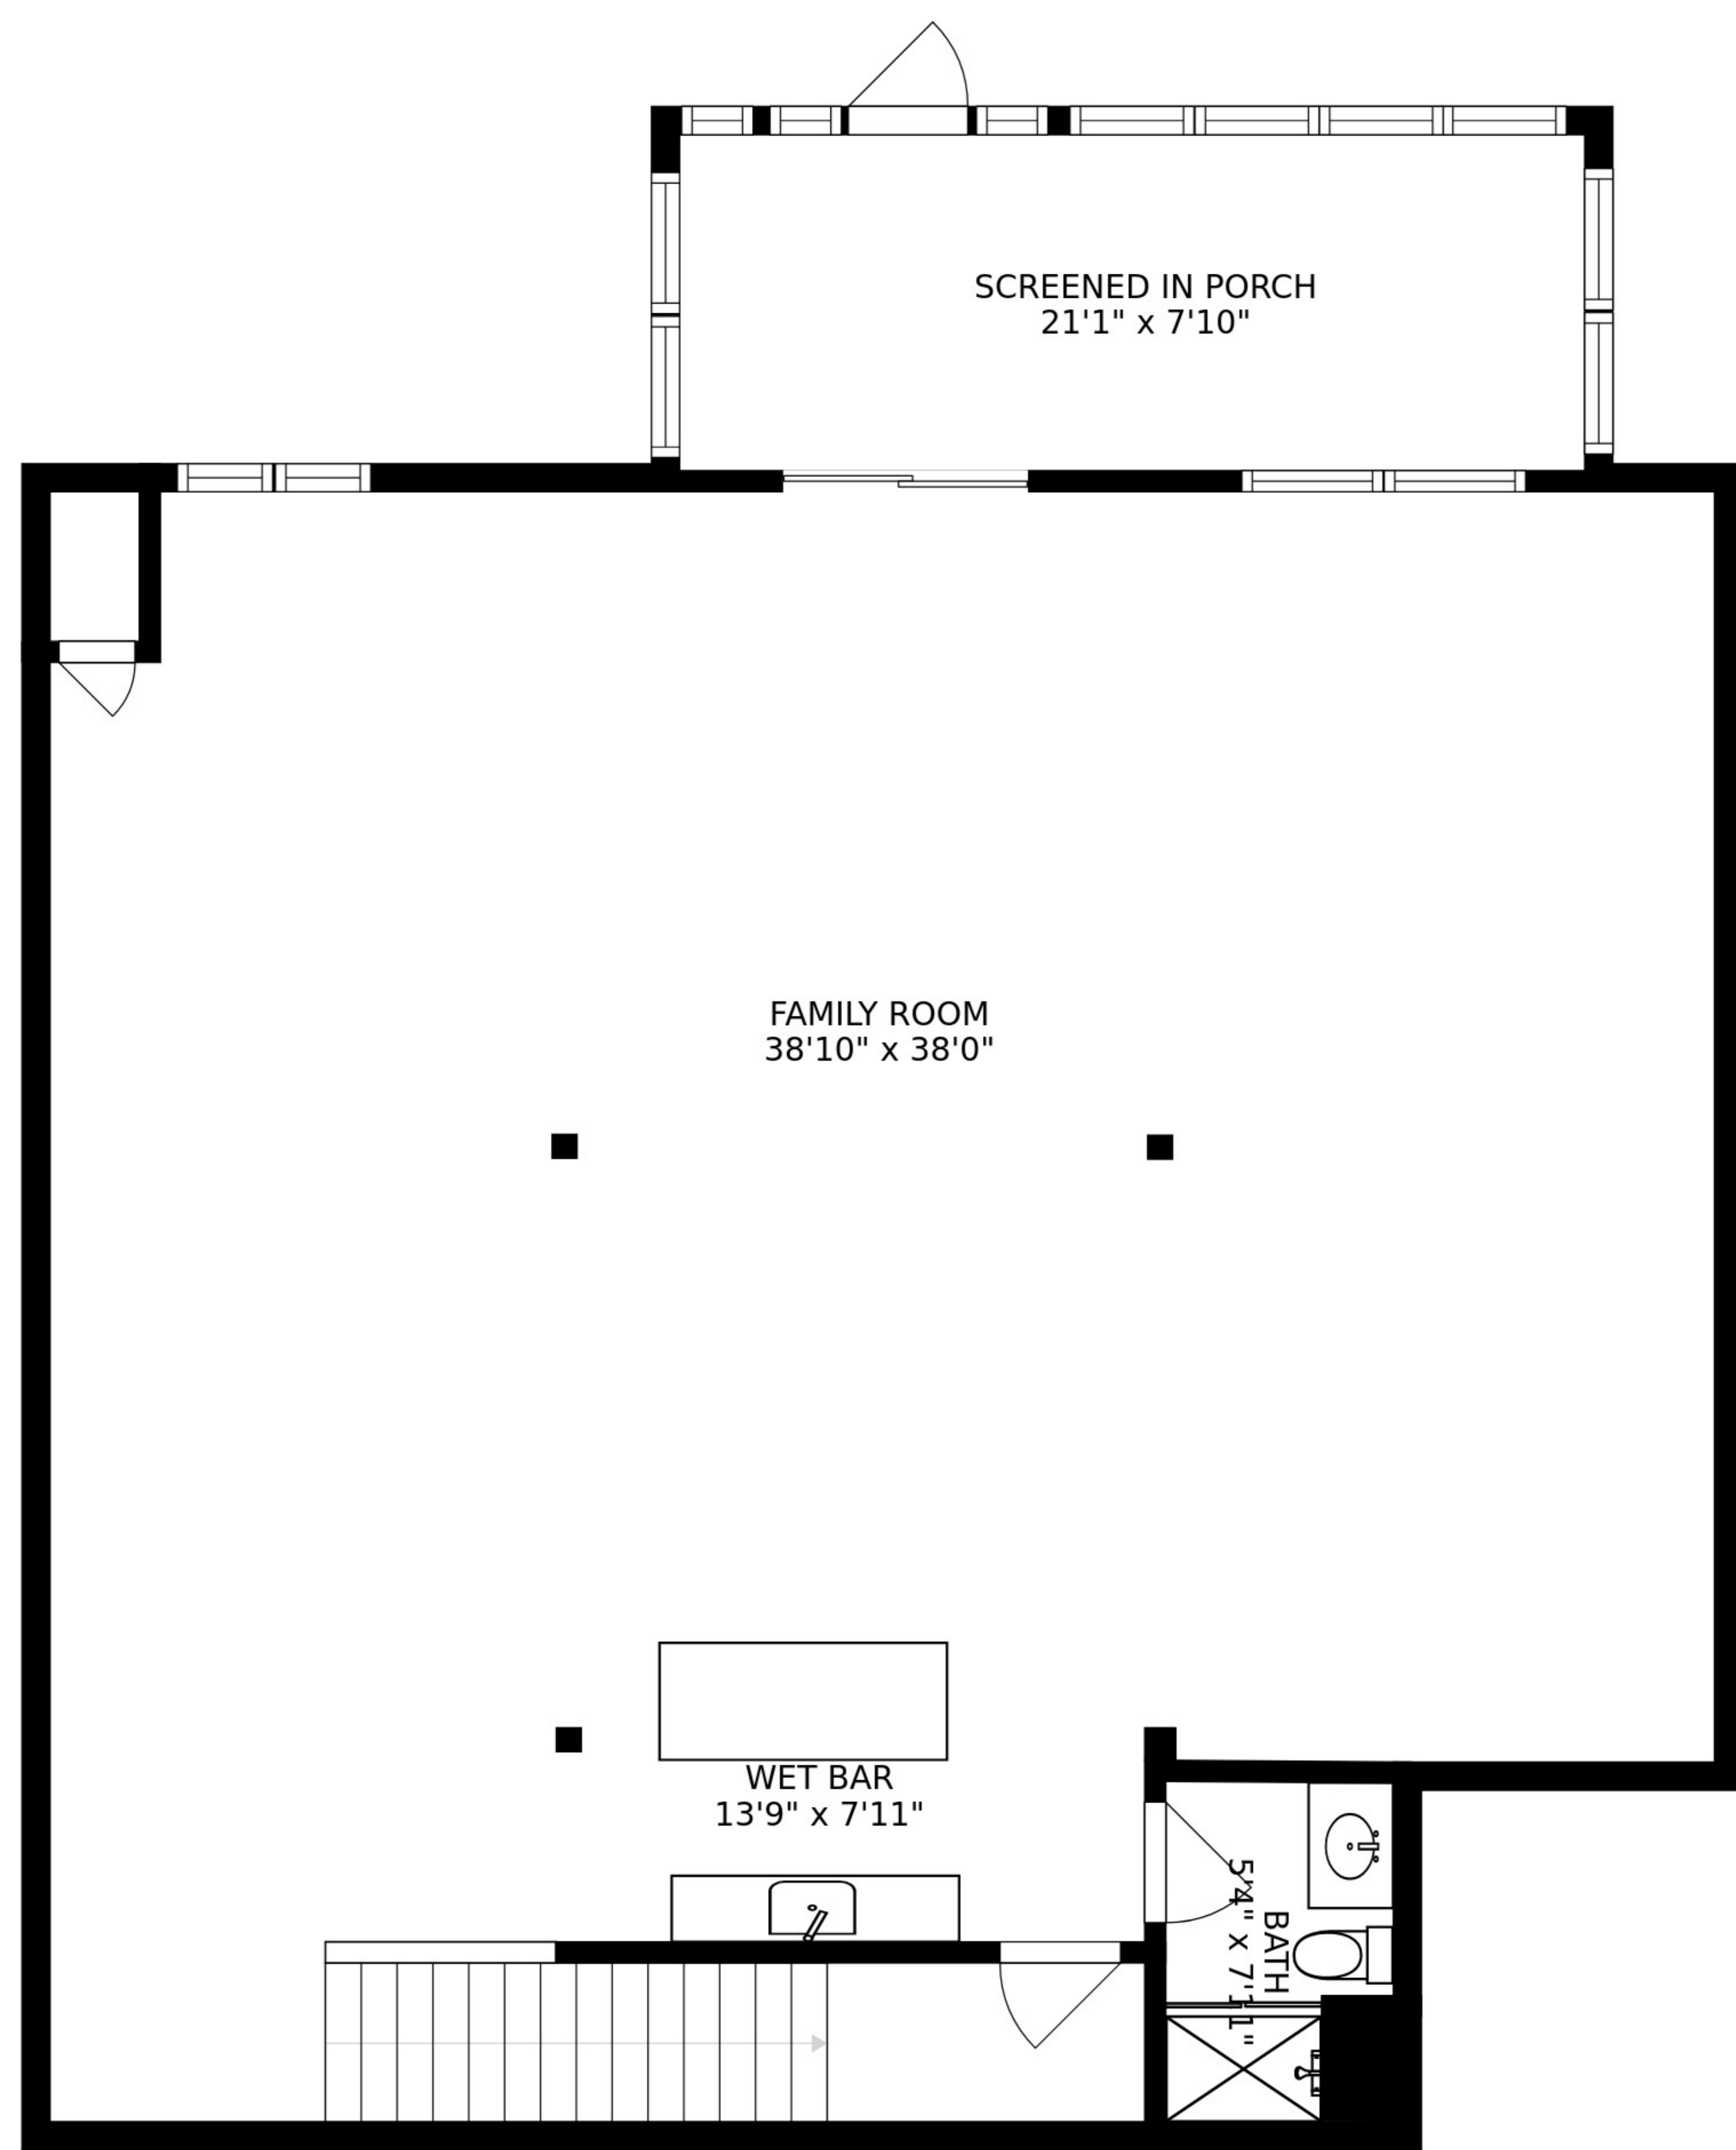 SCREENED IN PORCH
21'1" x 7'10"
FAMILY ROOM
38'10" x 38'0"
WET BAR
13'9" x 7'11"
BATH
5'4" x 7'11"